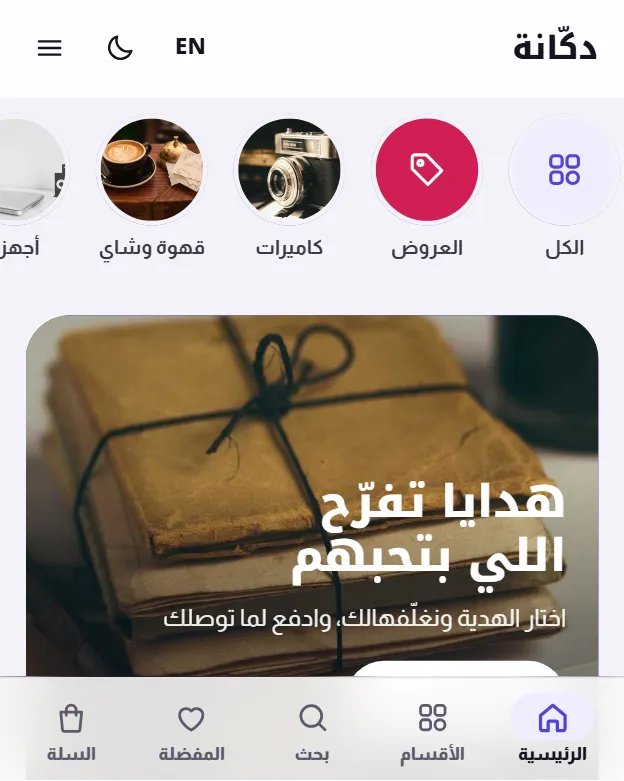 دكّانة
EN
الكل
العروض
كاميرات
قهوة وشاي
هدايا تفرّح
اللي بتحبهم
اختار الهدية ونغلّفهالك، وادفع لما توصلك
الرئيسية
الأقسام
بحث
المفضلة
السلة